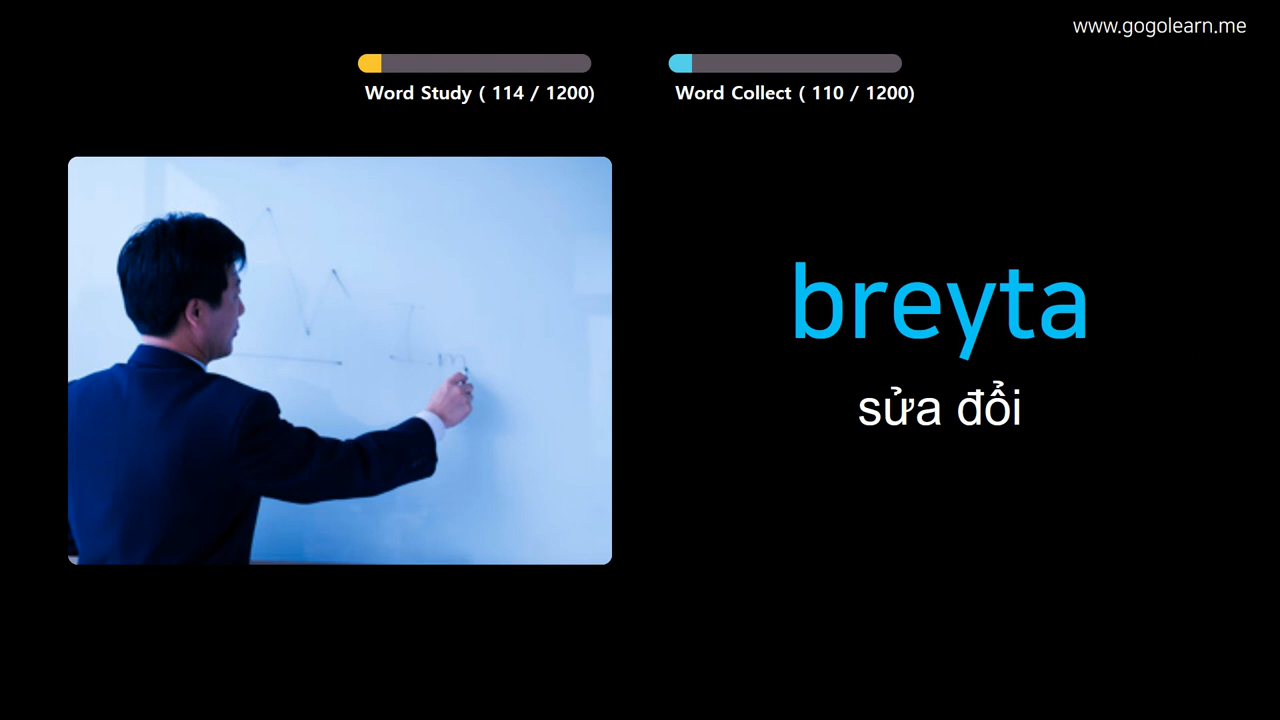 www.gogolearn.me
Word Study ( 114 / 1200)
Word Collect ( 110 / 1200)
breyta
sửa đổi